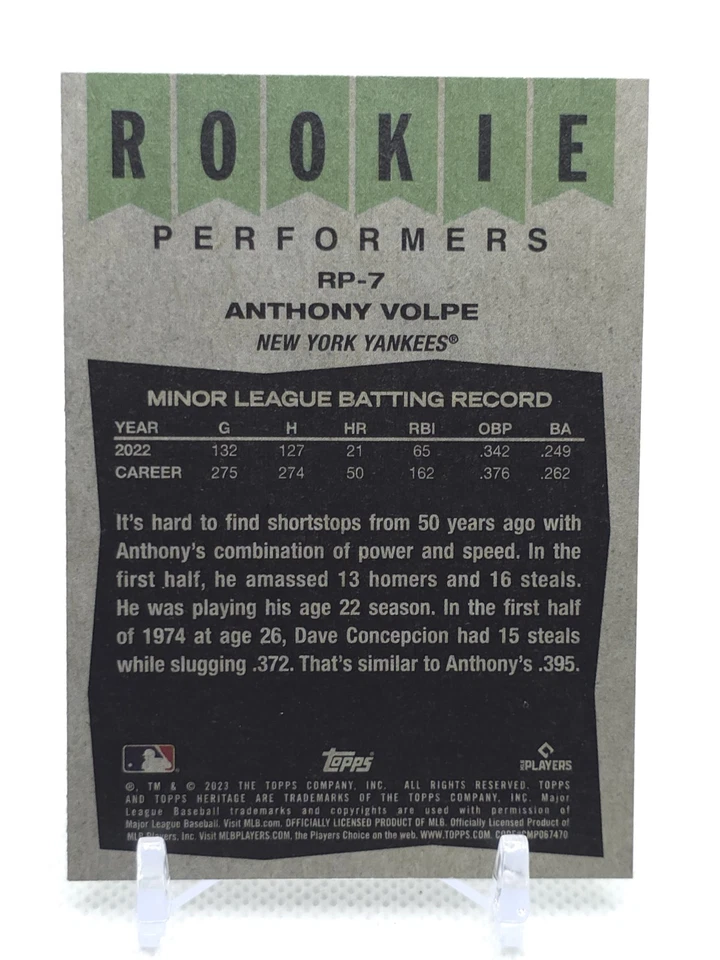 ROOKIE
PERFORMERS
RP-7
ANTHONY VOLPE
NEW YORK YANKEES®
MINOR LEAGUE BATTING RECORD
YEAR G H HR RBI OBP BA
2022 132 127 21 65 .342 .249
CAREER 275 274 50 162 .376 .262
It's hard to find shortstops from 50 years ago with
Anthony's combination of power and speed. In the
first half, he amassed 13 homers and 16 steals.
He was playing his age 22 season. In the first half
of 1974 at age 26, Dave Concepcion had 15 steals
while slugging .372. That's similar to Anthony's .395.
Topps
MLB PLAYERS
®, TM & © 2023 THE TOPPS COMPANY, INC. ALL RIGHTS RESERVED. TOPPS
AND TOPPS HERITAGE ARE TRADEMARKS OF THE TOPPS COMPANY, INC. Major
League Baseball trademarks and copyrights are used with permission of
Major League Baseball. Visit MLB.com. OFFICIALLY LICENSED PRODUCT OF MLB. Officially Licensed Product of
MLB Players, Inc. Visit MLBPLAYERS.COM, the Players Choice on the web. WWW.TOPPS.COM. CODE#CMP067470